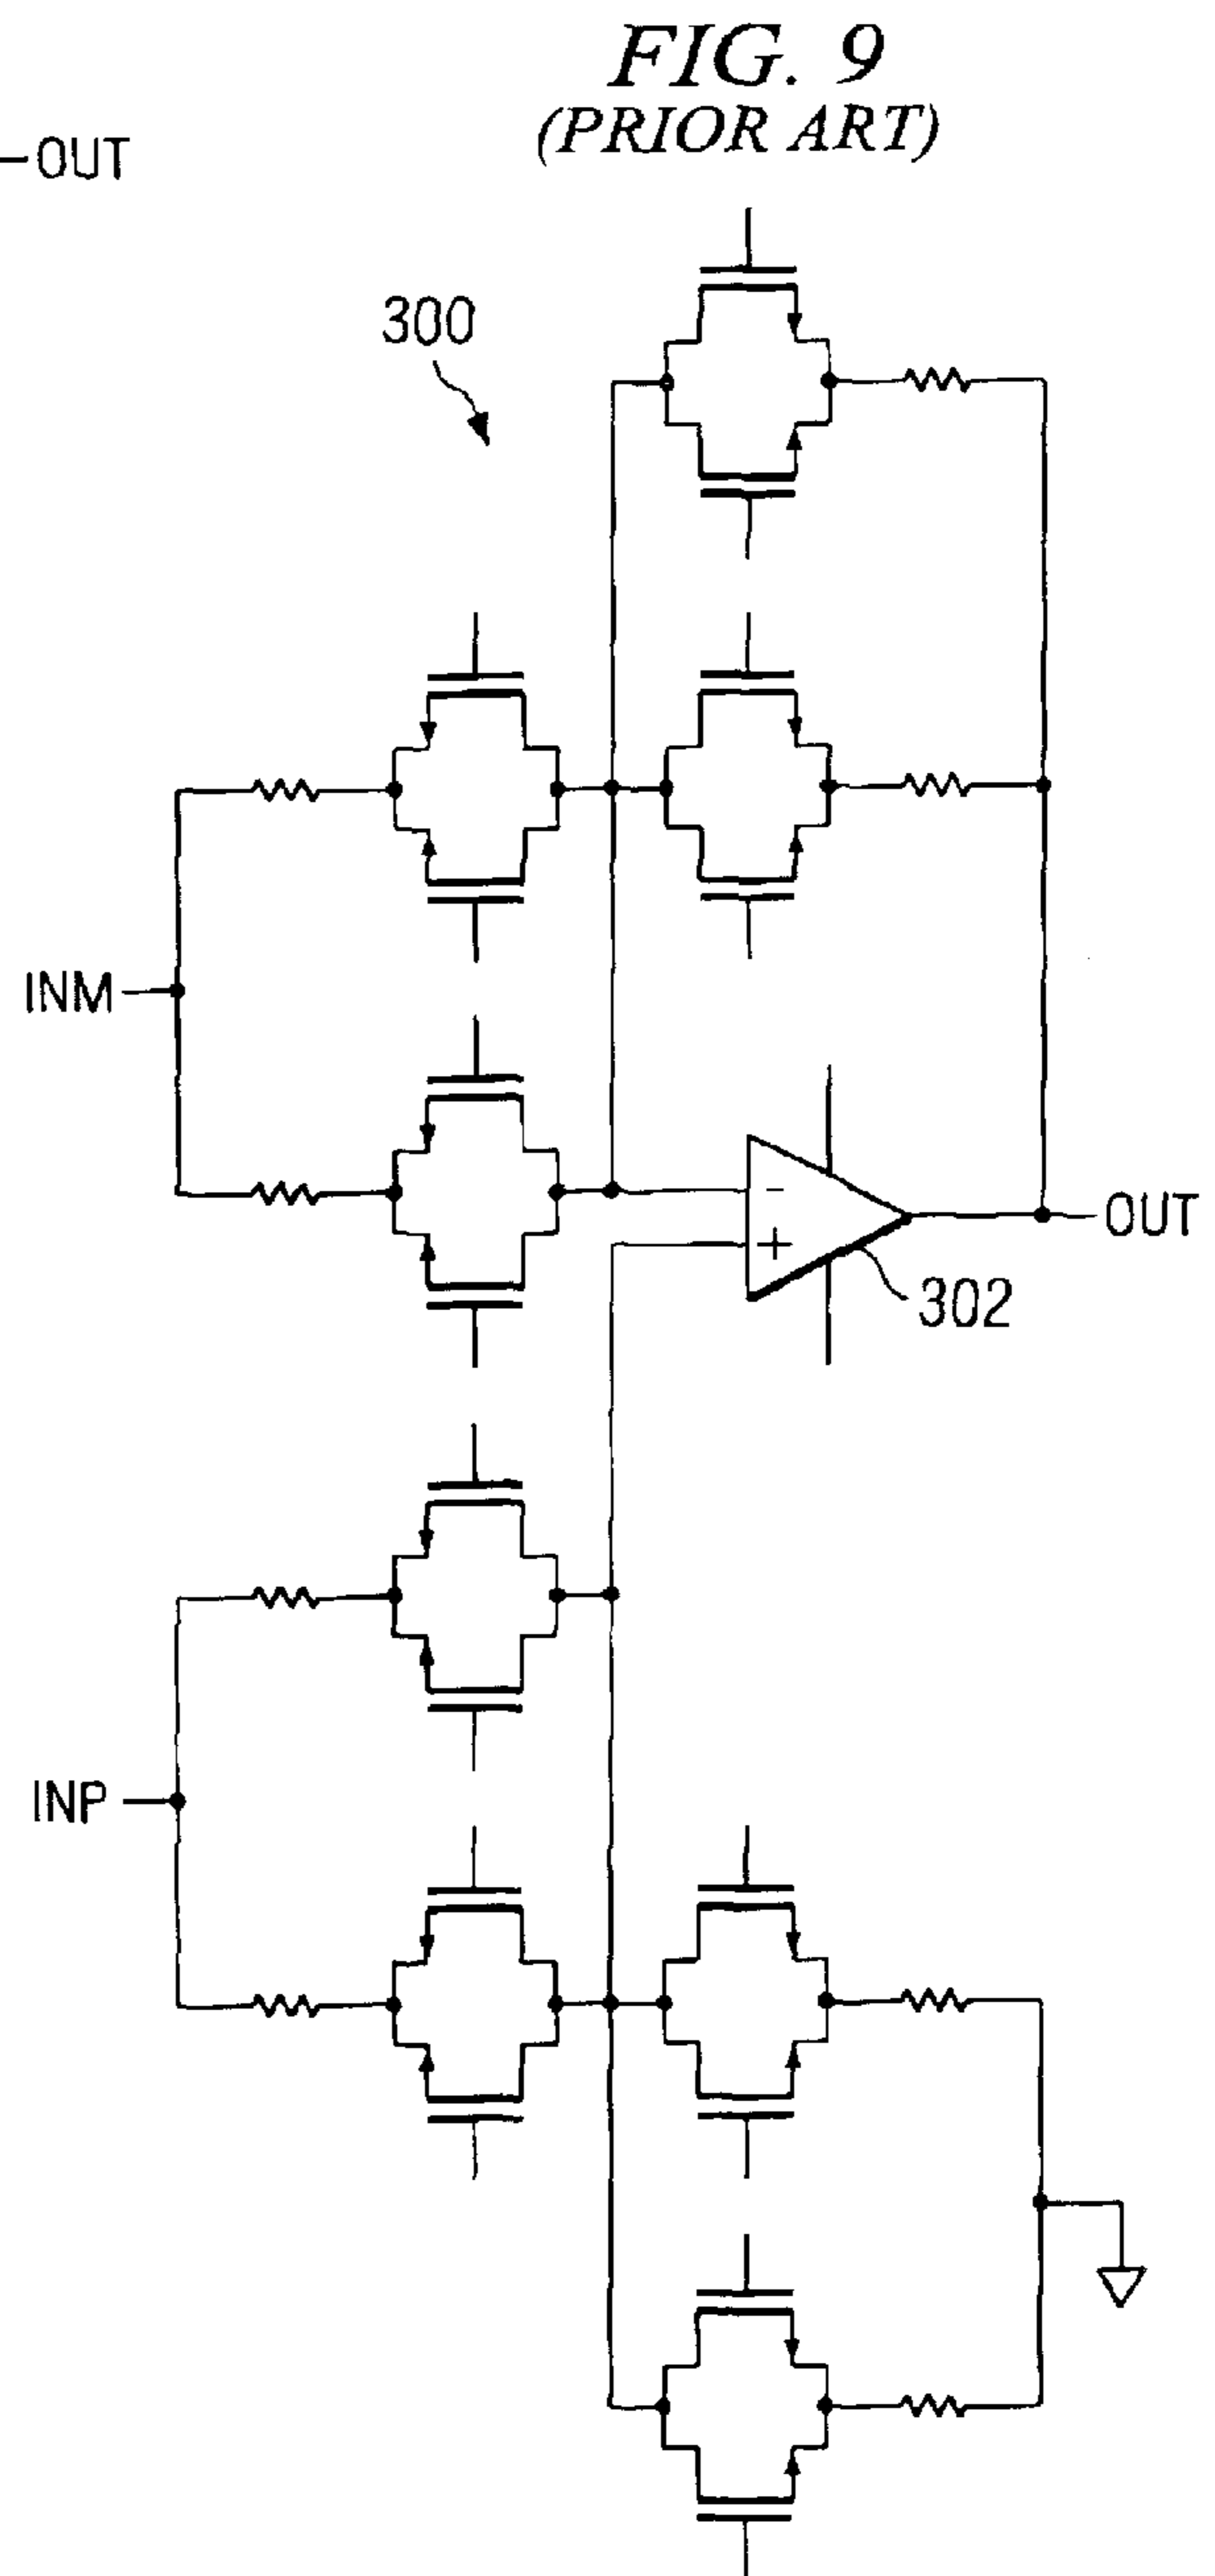 FIG. 9
(PRIOR ART)
OUT
300
INM
-
+
OUT
302
INP